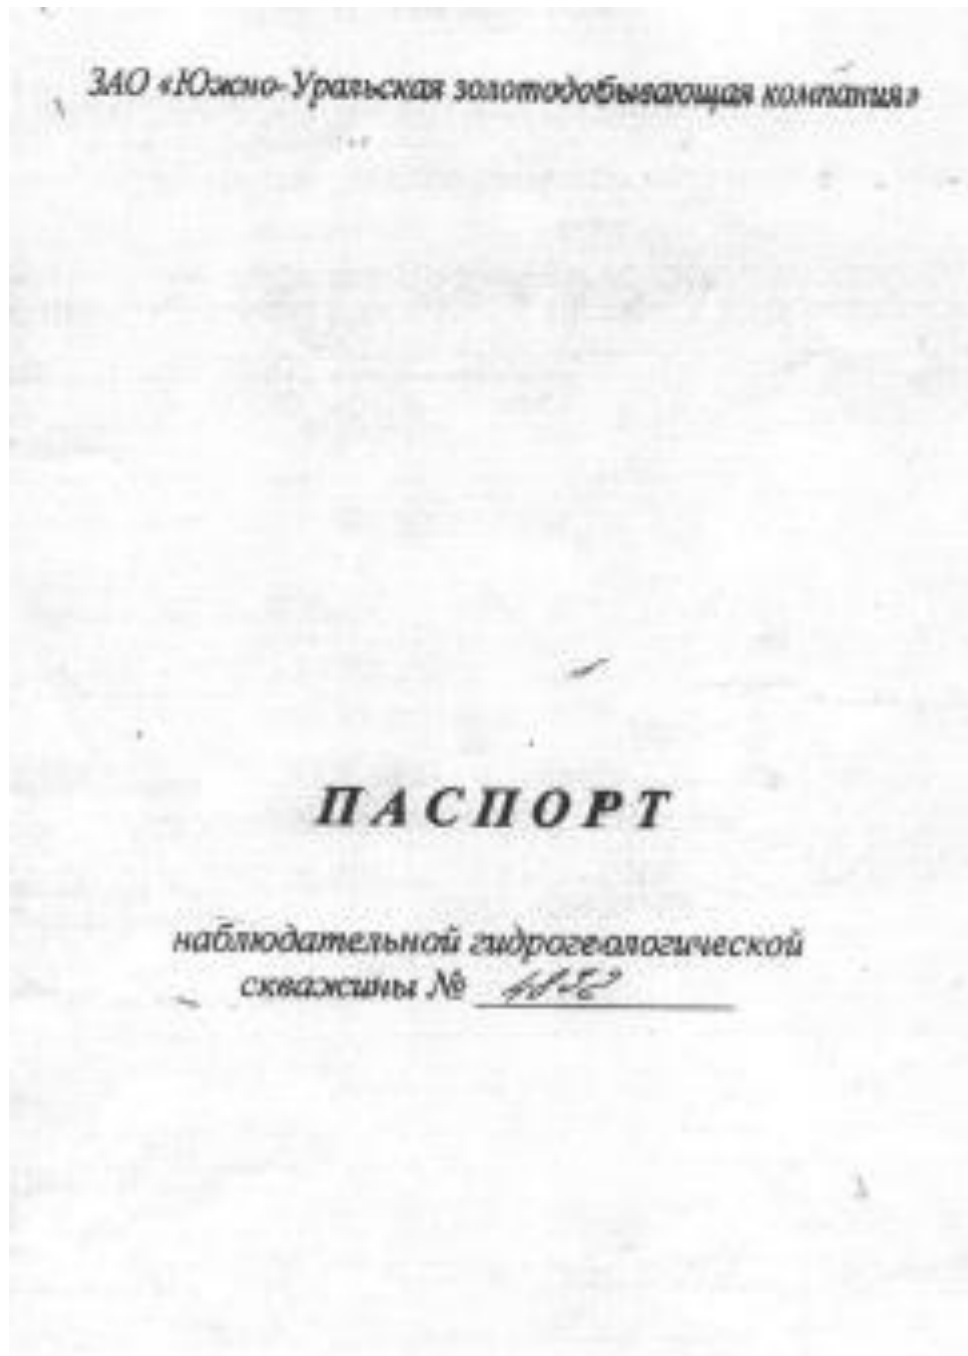 ЗАО «Южно-Уральская золотодобывающая компания»
ПАСПОРТ
наблюдательной гидрогеологической
скважины №